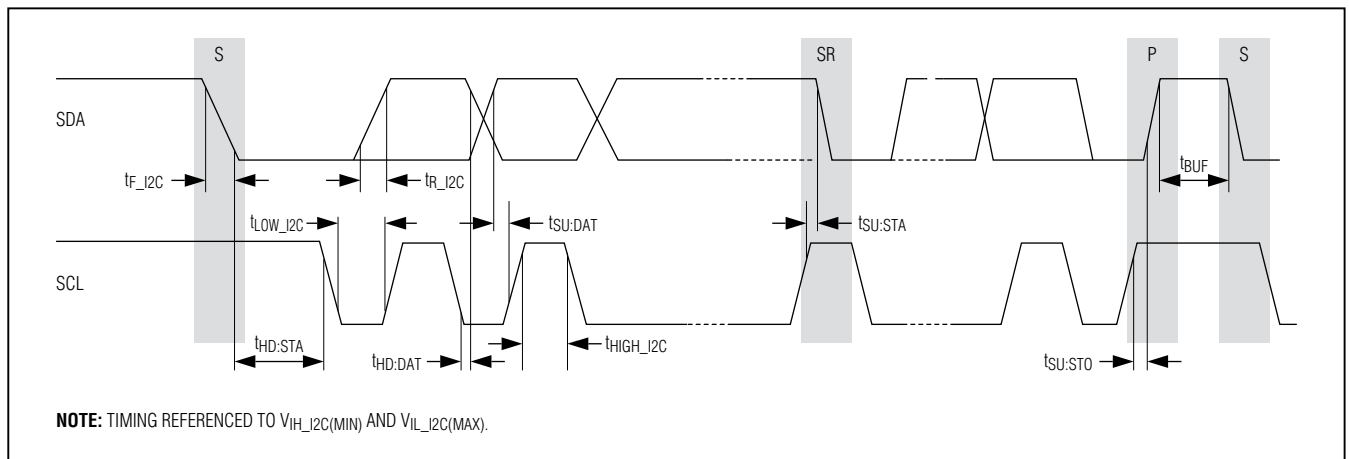 S SR P S
SDA
tBUF
tF_I2C tR_I2C
tLOW_I2C tSU:DAT tSU:STA
SCL
tHD:STA tHD:DAT tHIGH_I2C tSU:STO
NOTE: TIMING REFERENCED TO VIH_I2C(MIN) AND VIL_I2C(MAX).